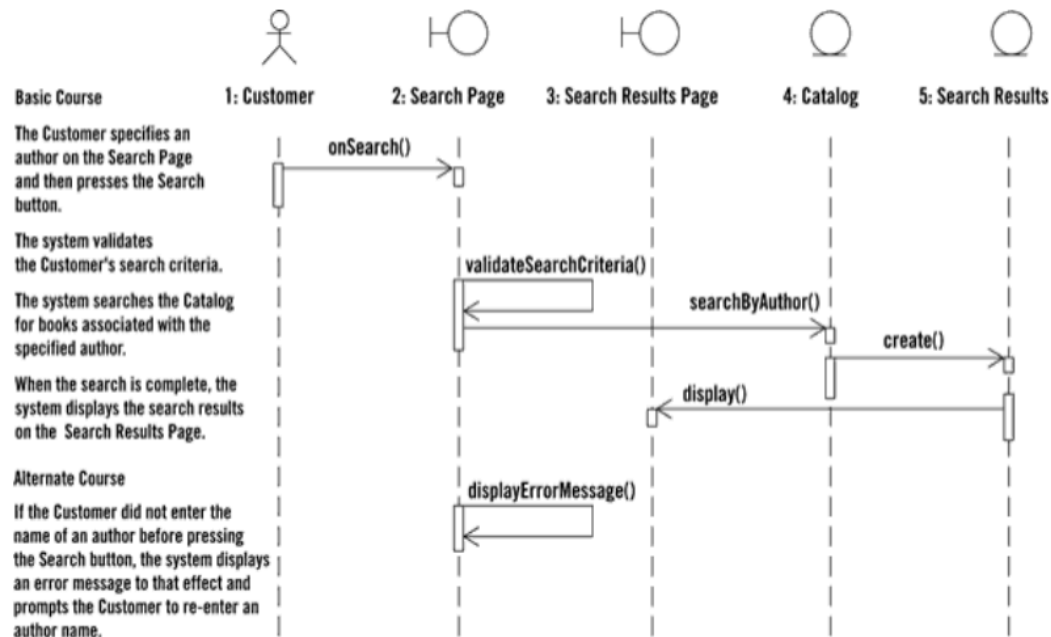 Basic Course
1: Customer
2: Search Page
3: Search Results Page
4: Catalog
5: Search Results
The Customer specifies an
author on the Search Page
and then presses the Search
button.
onSearch()
The system validates
the Customer's search criteria.
validateSearchCriteria()
The system searches the Catalog
for books associated with the
specified author.
searchByAuthor()
create()
When the search is complete, the
system displays the search results
on the Search Results Page.
display()
Alternate Course
displayErrorMessage()
If the Customer did not enter the
name of an author before pressing
the Search button, the system displays
an error message to that effect and
prompts the Customer to re-enter an
author name.